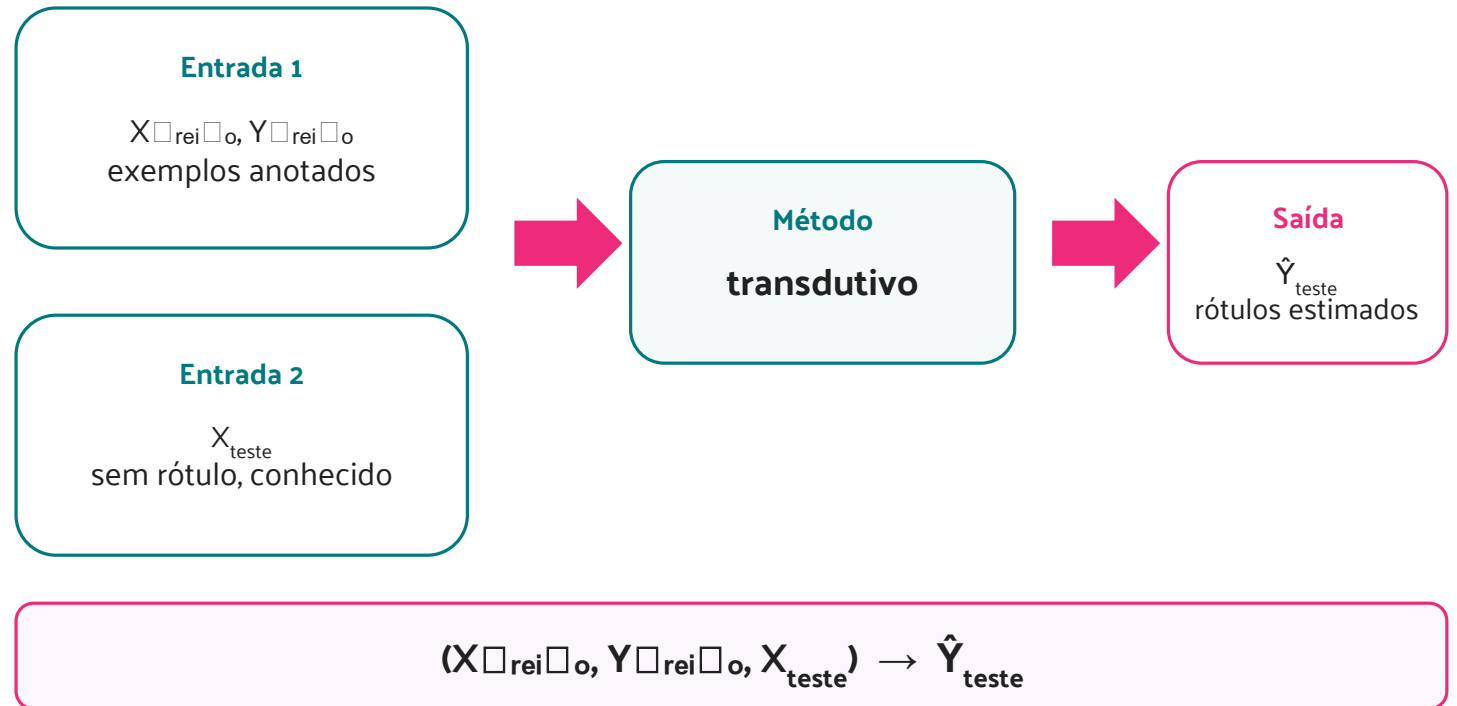 Entrada 1
X□rei□o, Y□rei□o
exemplos anotados
Entrada 2
Xteste
sem rótulo, conhecido
Método
transdutivo
Saída
Ŷteste
rótulos estimados
(X□rei□o, Y□rei□o, Xteste) → Ŷteste